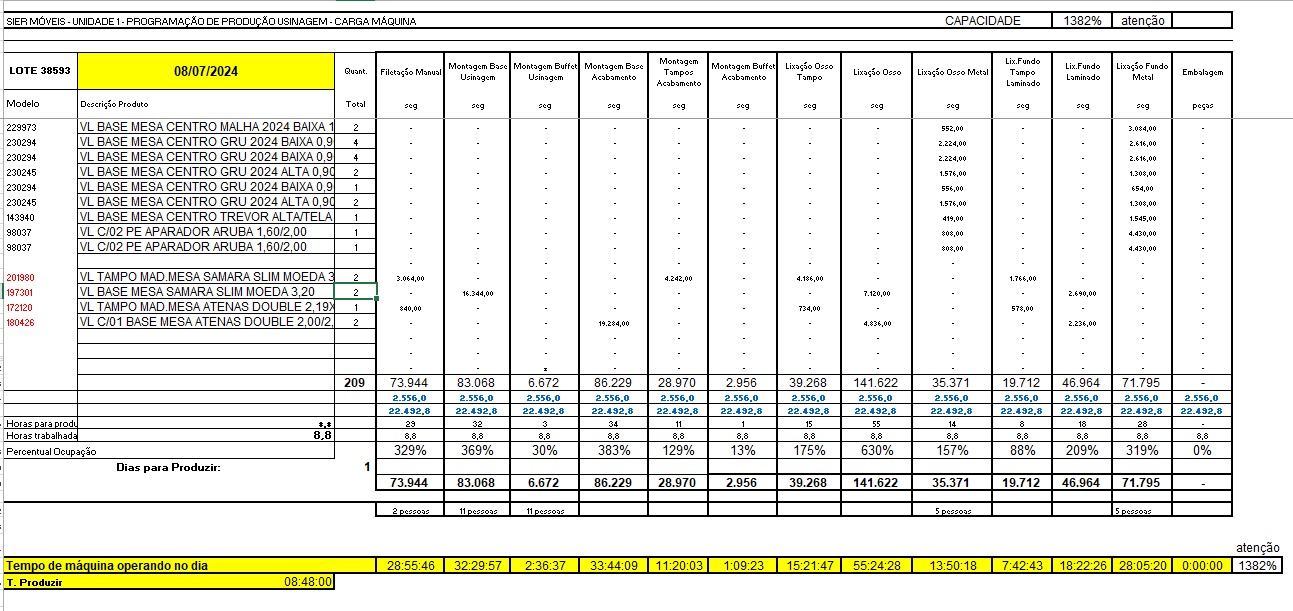 SIER MÓVEIS - UNIDADE 1 - PROGRAMAÇÃO DE PRODUÇÃO USINAGEM - CARGA MÁQUINA CAPACIDADE 1382% atenção
LOTE 38593 08/07/2024 Quant. Filetação Manual Montagem Base Usinagem Montagem Buffet Usinagem Montagem Base Acabamento Montagem Tampos Acabamento Montagem Buffet Acabamento Lixação Osso Tampo Lixação Osso Lixação Osso Metal Lix.Fundo Tampo Laminado Lix.Fundo Laminado Lixação Fundo Metal Embalagem
Modelo Descrição Produto Total seg seg seg seg seg seg seg seg seg seg seg seg peças
229973 VL BASE MESA CENTRO MALHA 2024 BAIXA 1 2 - - - - - - - - 552,00 - - 3.084,00 -
230294 VL BASE MESA CENTRO GRU 2024 BAIXA 0,9 4 - - - - - - - - 2.224,00 - - 2.616,00 -
230294 VL BASE MESA CENTRO GRU 2024 BAIXA 0,9 4 - - - - - - - - 2.224,00 - - 2.616,00 -
230245 VL BASE MESA CENTRO GRU 2024 ALTA 0,90 2 - - - - - - - - 1.576,00 - - 1.308,00 -
230294 VL BASE MESA CENTRO GRU 2024 BAIXA 0,9 1 - - - - - - - - 556,00 - - 654,00 -
230245 VL BASE MESA CENTRO GRU 2024 ALTA 0,90 2 - - - - - - - - 1.576,00 - - 1.308,00 -
143940 VL BASE MESA CENTRO TREVOR ALTA/TELA 1 - - - - - - - - 419,00 - - 1.545,00 -
98037 VL C/02 PE APARADOR ARUBA 1,60/2,00 1 - - - - - - - - 808,00 - - 4.430,00 -
98037 VL C/02 PE APARADOR ARUBA 1,60/2,00 1 - - - - - - - - 808,00 - - 4.430,00 -
- - - - - - - - - - - - -
201980 VL TAMPO MAD.MESA SAMARA SLIM MOEDA 3 2 3.064,00 - - - 4.242,00 - 4.186,00 - - 1.766,00 - - -
197301 VL BASE MESA SAMARA SLIM MOEDA 3,20 2 - 16.344,00 - - - - - 7.120,00 - - 2.690,00 - -
172120 VL TAMPO MAD.MESA ATENAS DOUBLE 2,19X 1 840,00 - - - - - 734,00 - - 578,00 - - -
180426 VL C/01 BASE MESA ATENAS DOUBLE 2,00/2, 2 - - - 19.284,00 - - - 4.836,00 - - 2.236,00 - -
- - - - - - - - - - - - -
- - - - - - - - - - - - -
- - - - - - - - - - - -
209 73.944 83.068 6.672 86.229 28.970 2.956 39.268 141.622 35.371 19.712 46.964 71.795 -
2.556,0 2.556,0 2.556,0 2.556,0 2.556,0 2.556,0 2.556,0 2.556,0 2.556,0 2.556,0 2.556,0 2.556,0 2.556,0
22.492,8 22.492,8 22.492,8 22.492,8 22.492,8 22.492,8 22.492,8 22.492,8 22.492,8 22.492,8 22.492,8 22.492,8 22.492,8
Horas para produ *,* 29 32 3 34 11 1 15 55 14 8 18 28 -
Horas trabalhada 8,8 8,8 8,8 8,8 8,8 8,8 8,8 8,8 8,8 8,8 8,8 8,8 8,8 8,8
Percentual Ocupação 329% 369% 30% 383% 129% 13% 175% 630% 157% 88% 209% 319% 0%
Dias para Produzir: 1
73.944 83.068 6.672 86.229 28.970 2.956 39.268 141.622 35.371 19.712 46.964 71.795 -
2 pessoas 11 pessoas 11 pessoas 5 pessoas 5 pessoas
atenção
Tempo de máquina operando no dia 28:55:46 32:29:57 2:36:37 33:44:09 11:20:03 1:09:23 15:21:47 55:24:28 13:50:18 7:42:43 18:22:26 28:05:20 0:00:00 1382%
T. Produzir 08:48:00